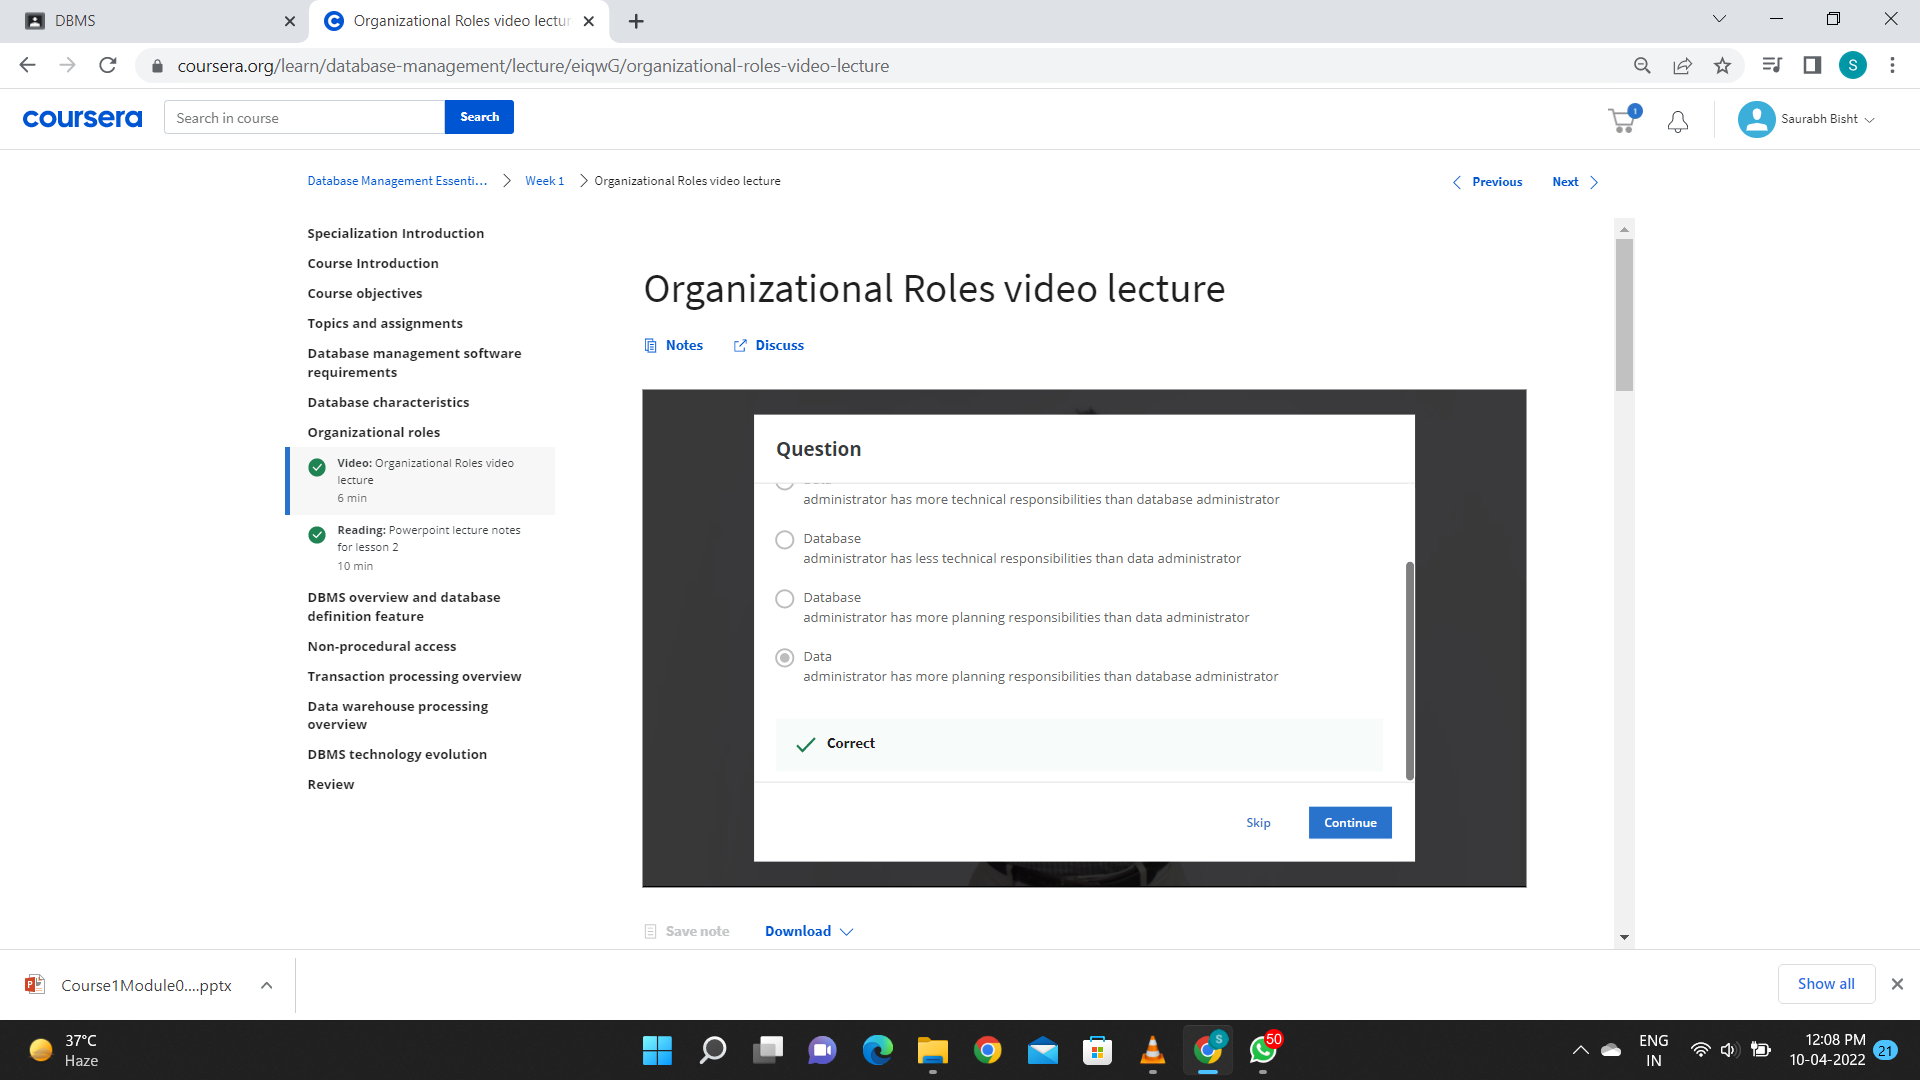 DBMS
Organizational Roles video lectur
coursera.org/learn/database-management/lecture/eiqwG/organizational-roles-video-lecture
S
coursera
Search in course
Search
1
Saurabh Bisht
Database Management Essenti...
Week 1
Organizational Roles video lecture
Previous
Next
Specialization Introduction
Course Introduction
Course objectives
Topics and assignments
Database management software
requirements
Database characteristics
Organizational roles
Video: Organizational Roles video
lecture
6 min
Reading: Powerpoint lecture notes
for lesson 2
10 min
DBMS overview and database
definition feature
Non-procedural access
Transaction processing overview
Data warehouse processing
overview
DBMS technology evolution
Review
Organizational Roles video lecture
Notes
Discuss
Question
administrator has more technical responsibilities than database administrator
Database
administrator has less technical responsibilities than data administrator
Database
administrator has more planning responsibilities than data administrator
Data
administrator has more planning responsibilities than database administrator
Correct
Skip
Continue
Save note
Download
Course1Module0....pptx
Show all
37°C
Haze
S
50
ENG
IN
12:08 PM
10-04-2022
21